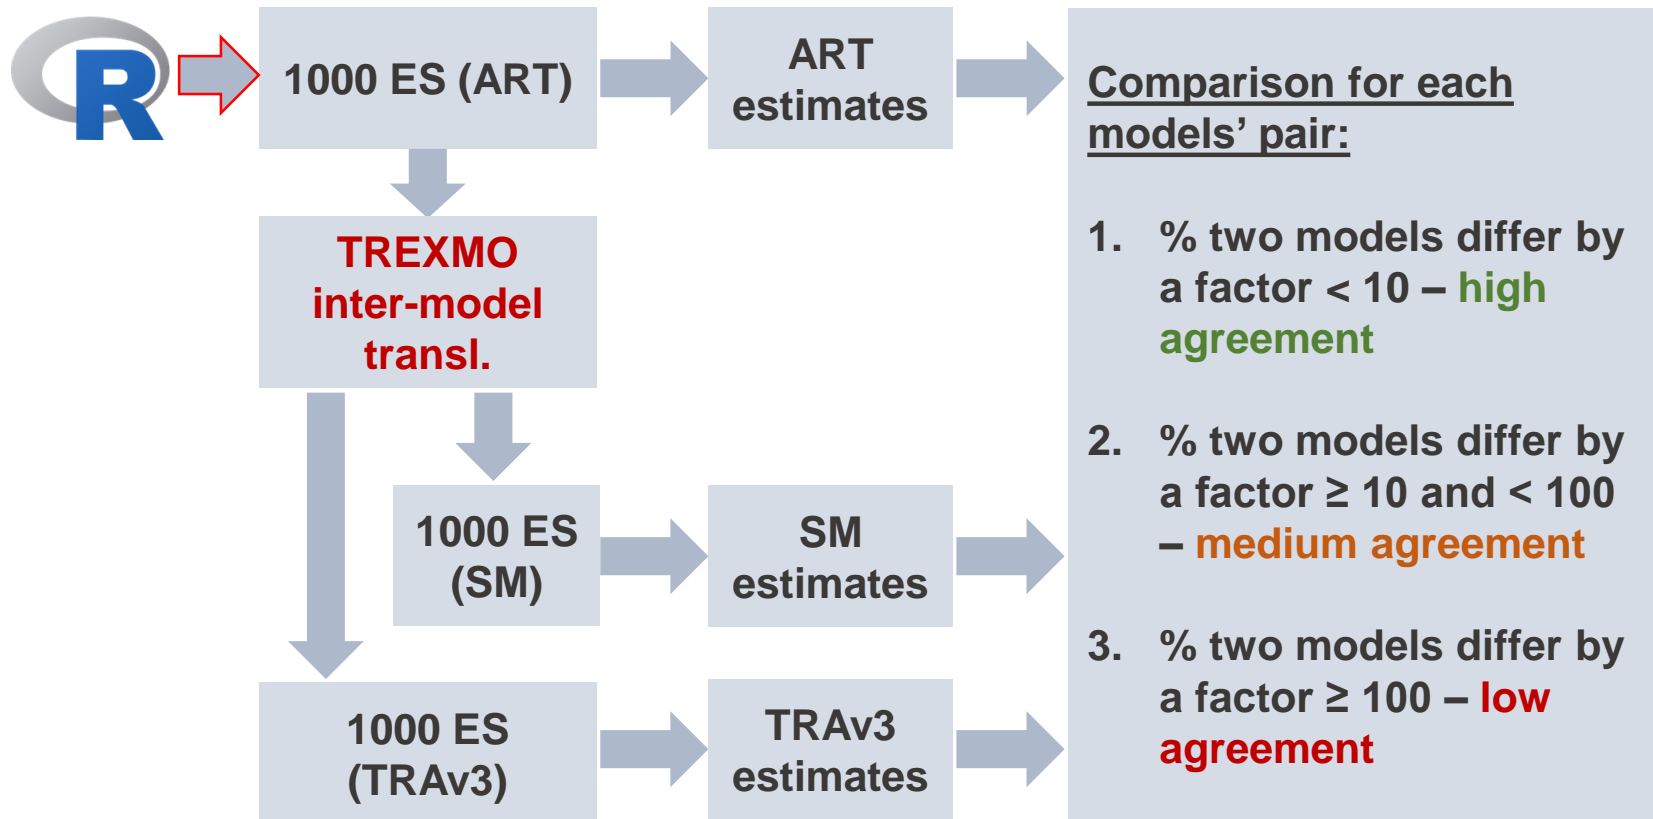 R
1000 ES (ART)
ART
estimates
TREXMO
inter-model
transl.
1000 ES
(SM)
SM
estimates
1000 ES
(TRAv3)
TRAv3
estimates
Comparison for each
models’ pair:
1. % two models differ by
a factor < 10 – high
agreement
2. % two models differ by
a factor ≥ 10 and < 100
– medium agreement
3. % two models differ by
a factor ≥ 100 – low
agreement